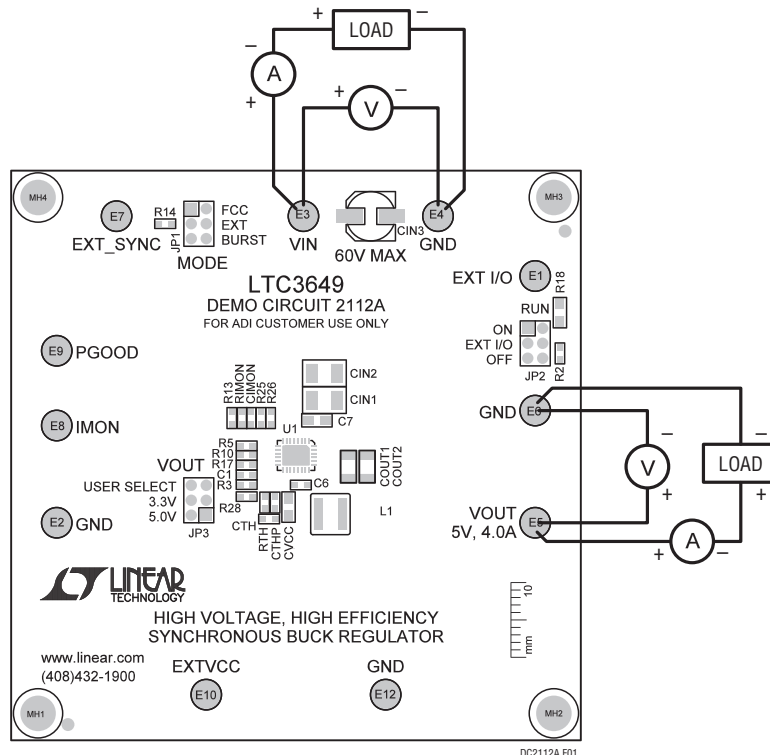 + LOAD –
– A +
+ V –
MH4
MH3
E7
EXT_SYNC
R14
JP1
FCC
EXT
BURST
MODE
E3
VIN
60V MAX
CIN3
E4
GND
LTC3649
DEMO CIRCUIT 2112A
FOR ADI CUSTOMER USE ONLY
EXT I/O E1
R18
RUN
ON
EXT I/O
OFF
JP2
R2
E9 PGOOD
E8 IMON
E2 GND
R13
RIMON
CIMON
R25
R26
CIN2
CIN1
C7
U1
R5
R10
R17
C1
R3
R28
VOUT
USER SELECT
3.3V
5.0V
JP3
CTH
RTH
CTHP
CVCC
C6
COUT1
COUT2
L1
GND E6
– V +
– LOAD +
VOUT E5
5V, 4.0A
+ A –
LINEAR
TECHNOLOGY
HIGH VOLTAGE, HIGH EFFICIENCY
SYNCHRONOUS BUCK REGULATOR
10
mm
www.linear.com
(408)432-1900
EXTVCC
E10
GND
E12
MH1
MH2
DC2112A F01